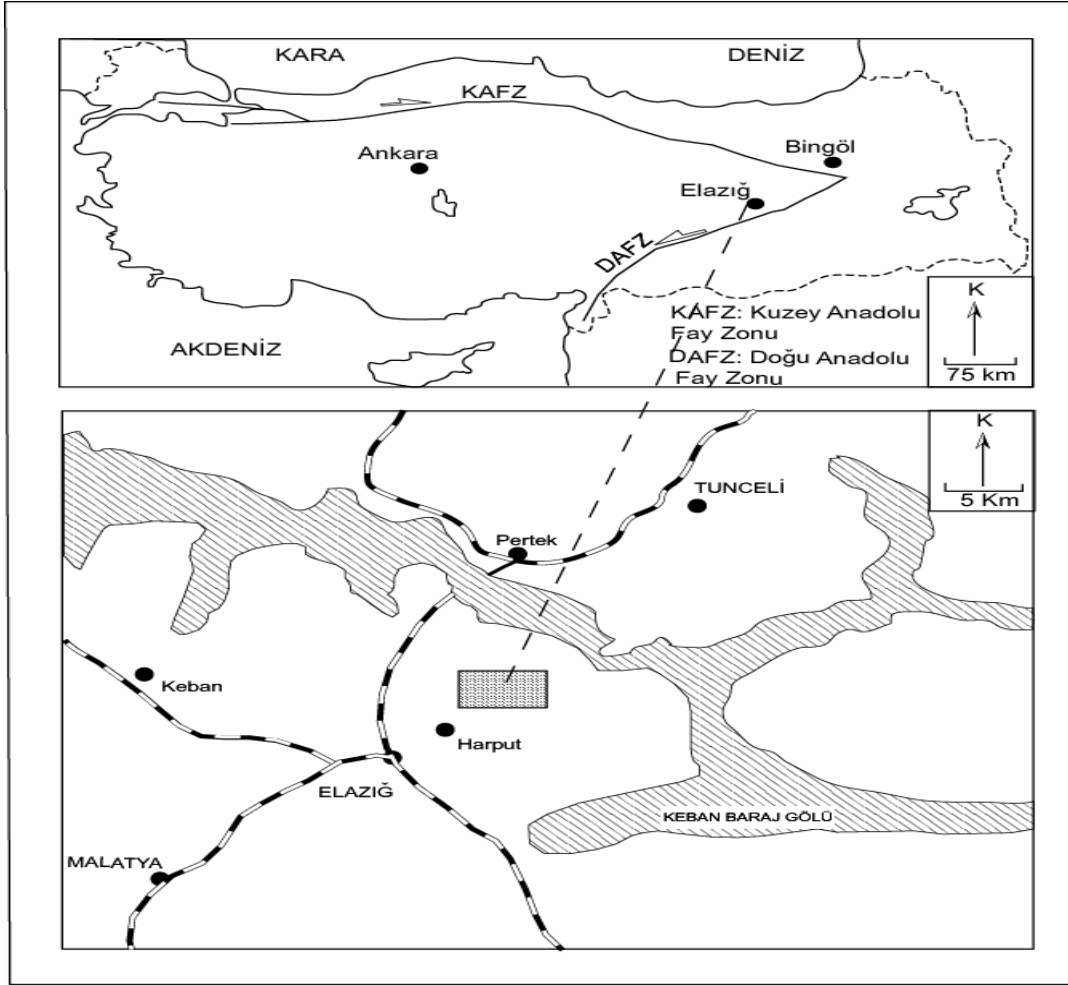 KARA
DENİZ
KAFZ
Ankara
Bingöl
Elazığ
DAFZ
AKDENİZ
KAFZ: Kuzey Anadolu
Fay Zonu
DAFZ: Doğu Anadolu
Fay Zonu
K
75 km
K
5 Km
TUNCELİ
Pertek
Keban
Harput
ELAZIĞ
KEBAN BARAJ GÖLÜ
MALATYA